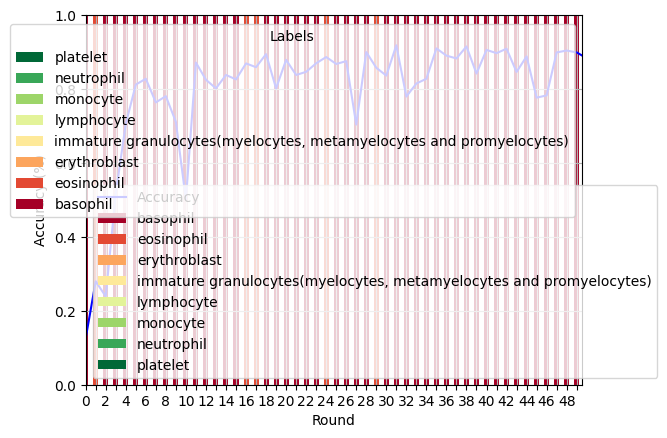 1.0
Labels
platelet
neutrophil
0.8
monocyte
lymphocyte
immature granulocytes(myelocytes, metamyelocytes and promyelocytes)
erythroblast
eosinophil
basophil
Accuracy
basophil
eosinophil
0.4
erythroblast
immature granulocytes(myelocytes, metamyelocytes and promyelocytes)
lymphocyte
0.2
monocyte
neutrophil
platelet
0.0
0 2 4 6 8 10 12 14 16 18 20 22 24 26 28 30 32 34 36 38 40 42 44 46 48
Round